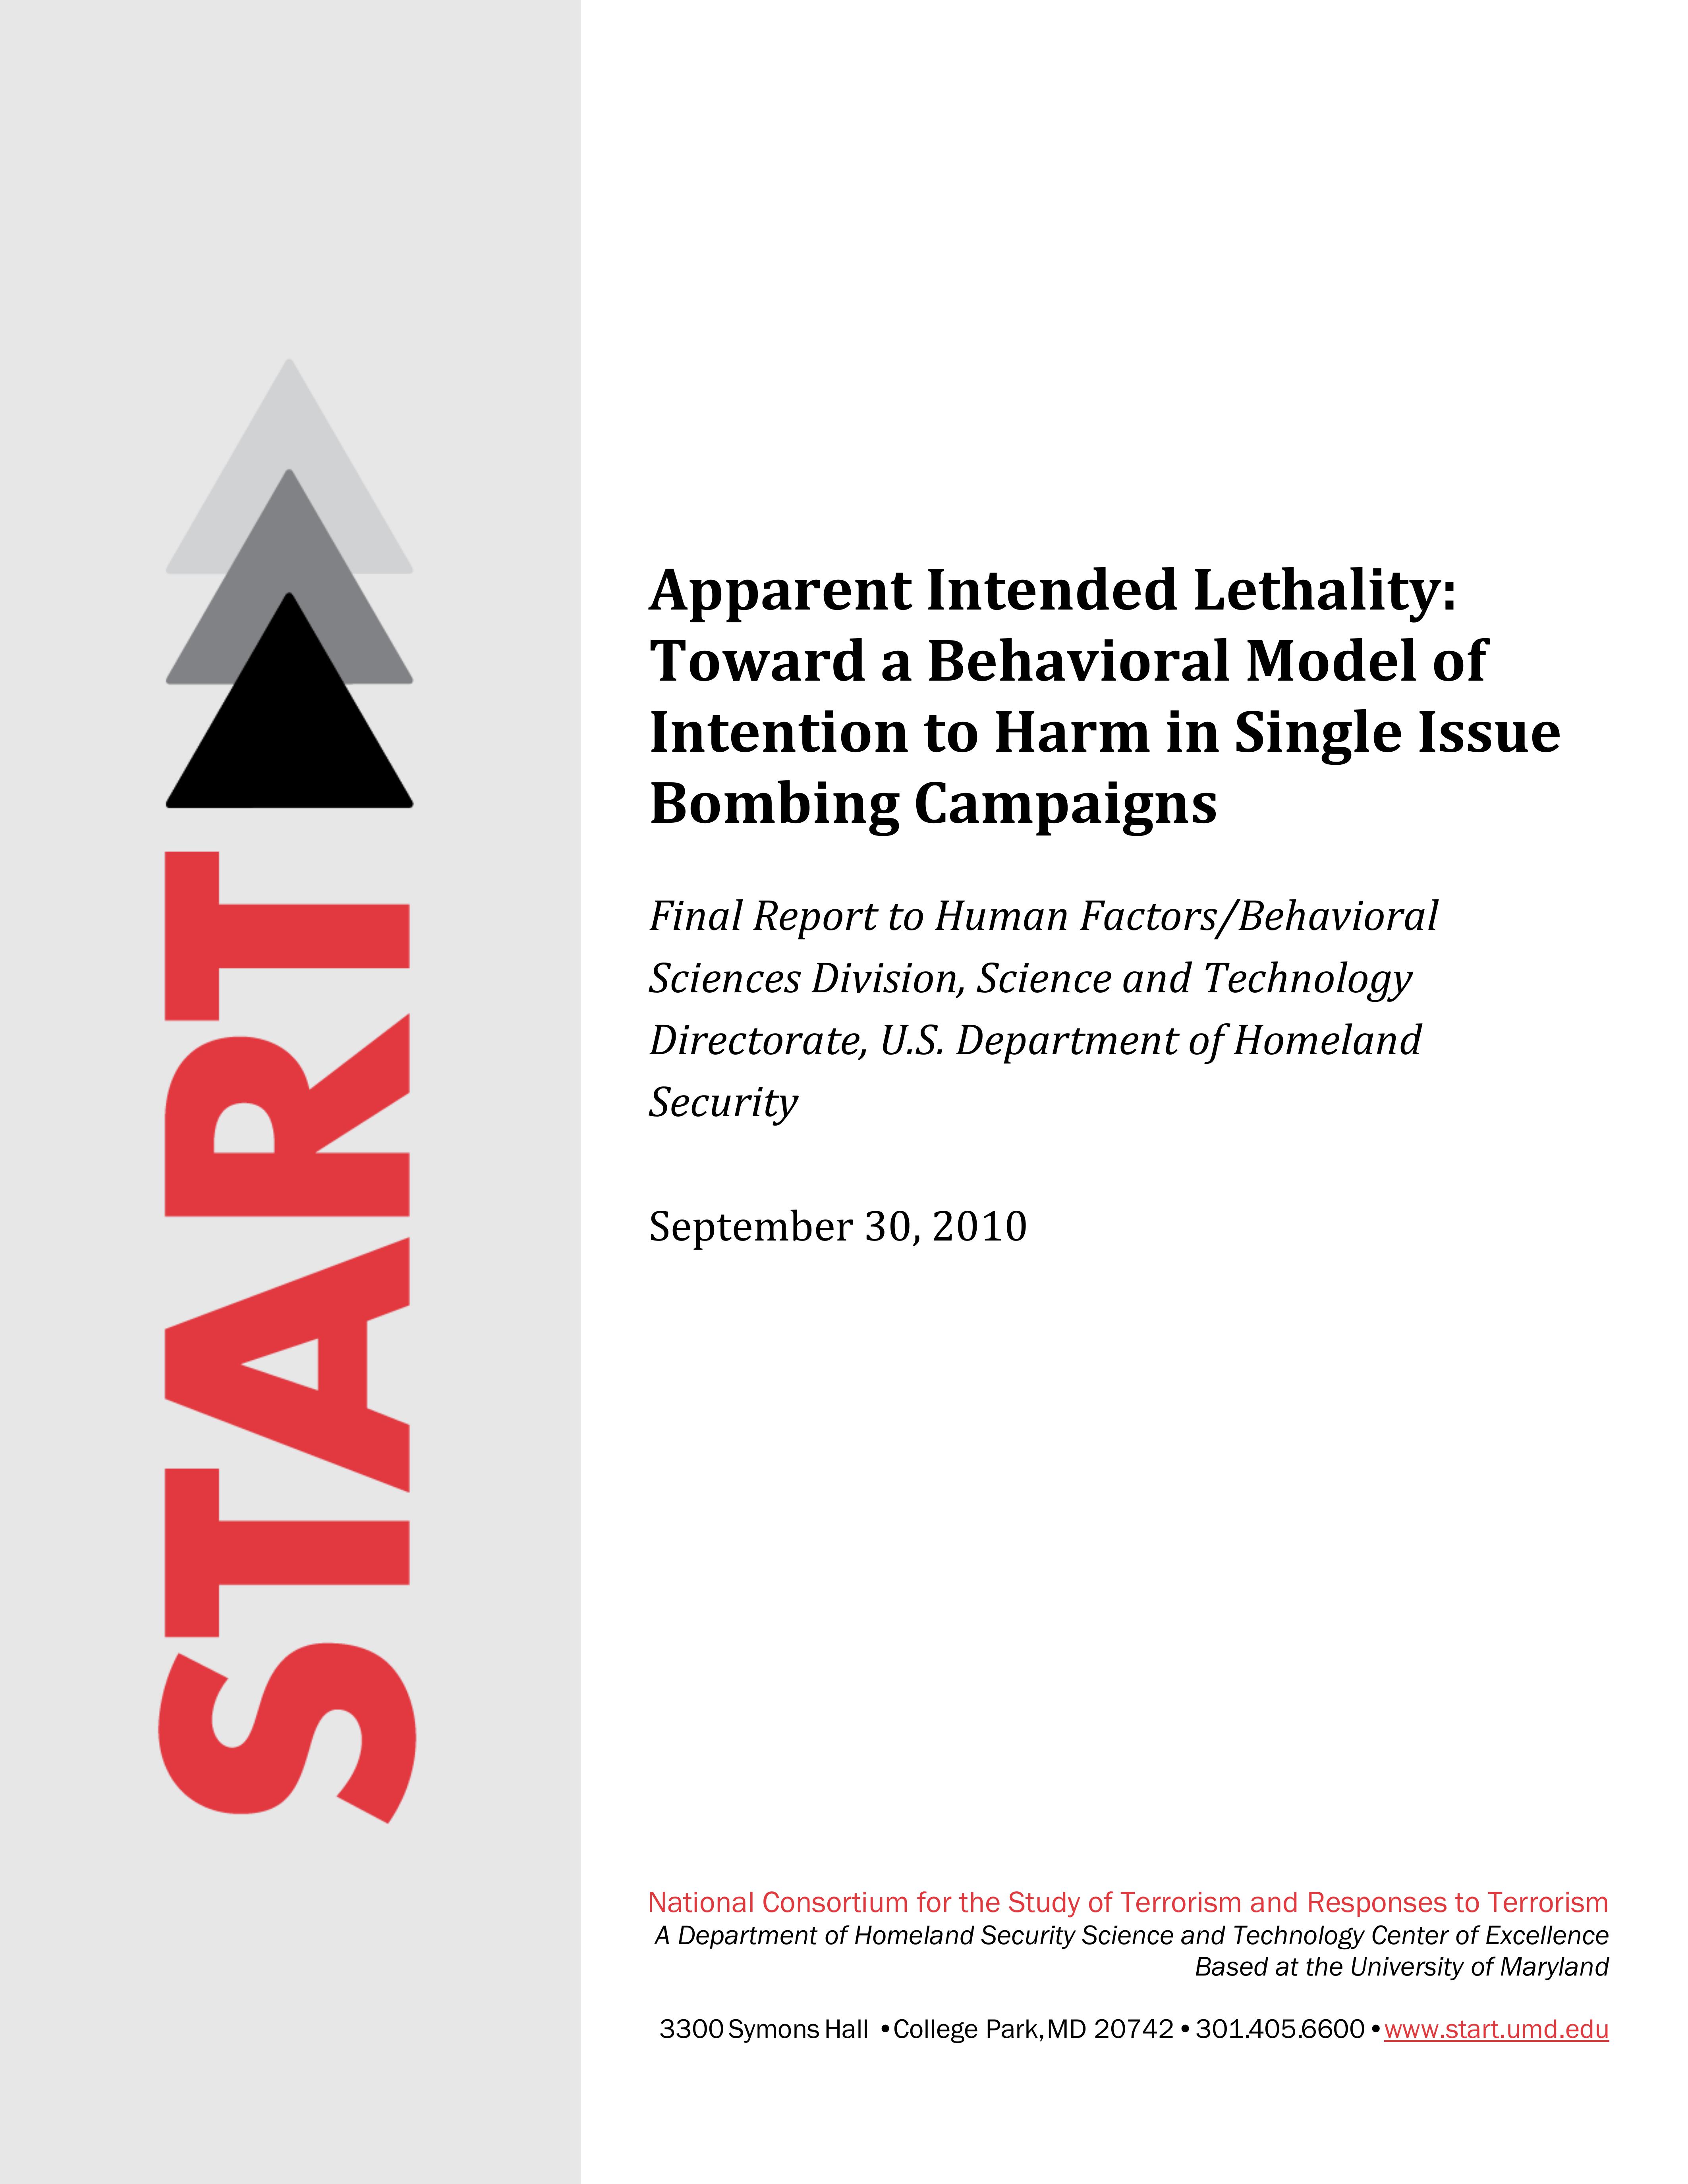 START
Apparent Intended Lethality:
Toward a Behavioral Model of
Intention to Harm in Single Issue
Bombing Campaigns
Final Report to Human Factors/Behavioral
Sciences Division, Science and Technology
Directorate, U.S. Department of Homeland
Security
September 30, 2010
National Consortium for the Study of Terrorism and Responses to Terrorism
A Department of Homeland Security Science and Technology Center of Excellence
Based at the University of Maryland
3300 Symons Hall • College Park, MD 20742 • 301.405.6600 • www.start.umd.edu